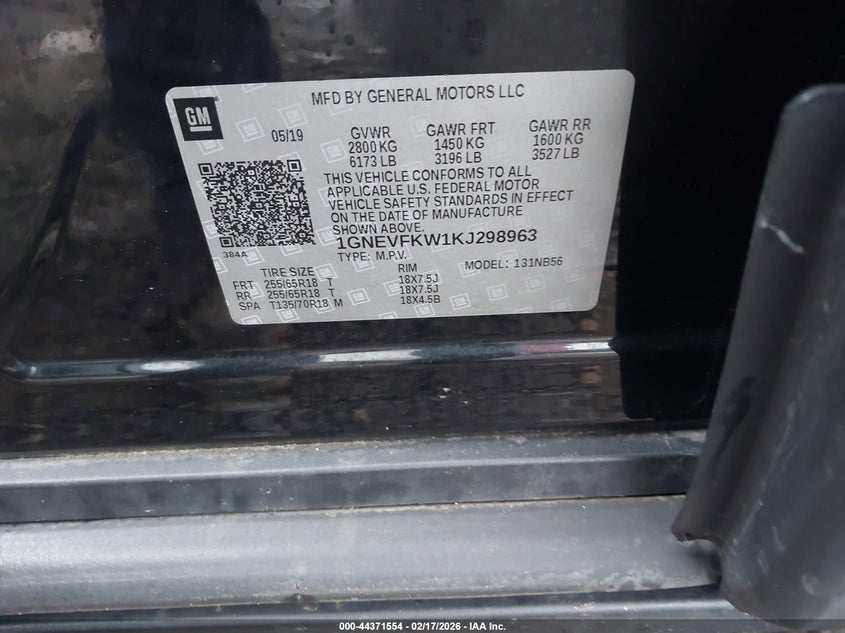 GM
MFD BY GENERAL MOTORS LLC
05/19 GVWR GAWR FRT GAWR RR
2800 KG 1450 KG 1600 KG
6173 LB 3196 LB 3527 LB
THIS VEHICLE CONFORMS TO ALL
APPLICABLE U.S. FEDERAL MOTOR
VEHICLE SAFETY STANDARDS IN EFFECT
ON THE DATE OF MANUFACTURE
SHOWN ABOVE.
384A 1GNEVFKW1KJ298963
TYPE: M.P.V. MODEL: 131NB56
TIRE SIZE RIM
FRT 255/65R18 T 18X7.5J
RR 255/65R18 T 18X7.5J
SPA T135/70R18 M 18X4.5B
000-44371554 - 02/17/2026 - IAA Inc.